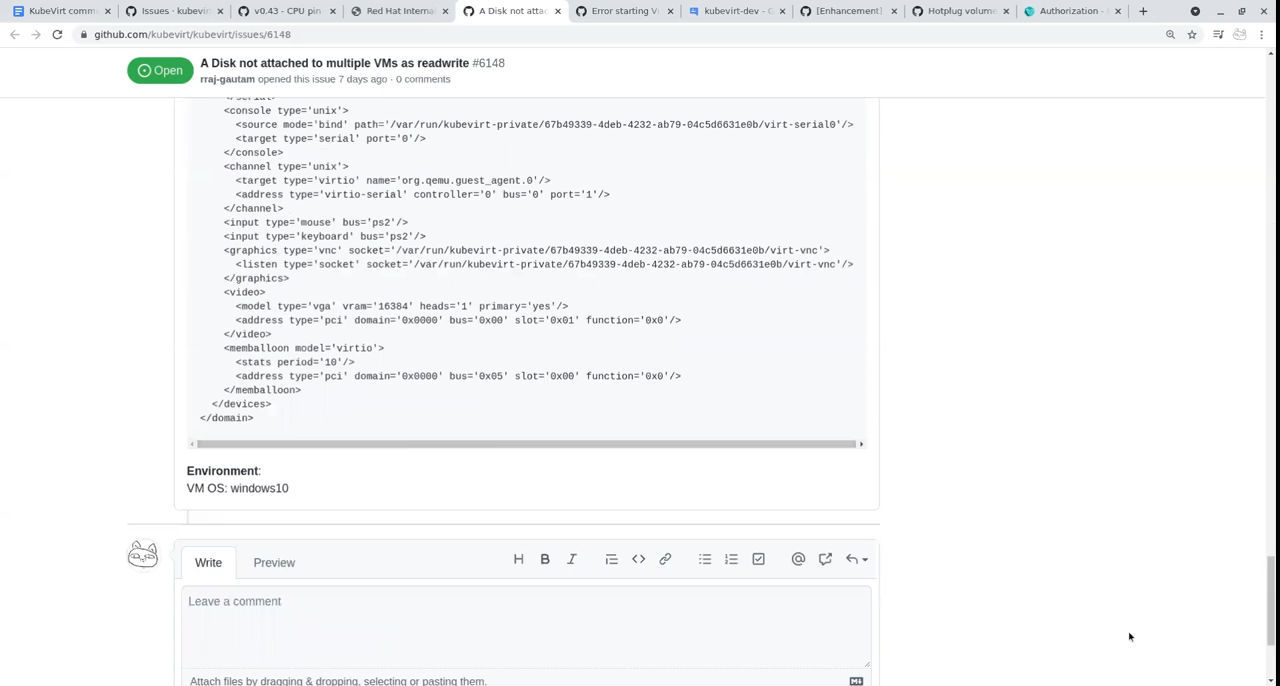 KubeVirt comm
Issues · kubevirt
v0.43 - CPU pin
Red Hat Interna
A Disk not attac
Error starting V
kubevirt-dev - G
[Enhancement]
Hotplug volume
Authorization -
github.com/kubevirt/kubevirt/issues/6148
Open
A Disk not attached to multiple VMs as readwrite #6148
rraj-gautam opened this issue 7 days ago · 0 comments
</serial>
<console type='unix'>
<source mode='bind' path='/var/run/kubevirt-private/67b49339-4deb-4232-ab79-04c5d6631e0b/virt-serial0'/>
<target type='serial' port='0'/>
</console>
<channel type='unix'>
<target type='virtio' name='org.qemu.guest_agent.0'/>
<address type='virtio-serial' controller='0' bus='0' port='1'/>
</channel>
<input type='mouse' bus='ps2'/>
<input type='keyboard' bus='ps2'/>
<graphics type='vnc' socket='/var/run/kubevirt-private/67b49339-4deb-4232-ab79-04c5d6631e0b/virt-vnc'>
<listen type='socket' socket='/var/run/kubevirt-private/67b49339-4deb-4232-ab79-04c5d6631e0b/virt-vnc'/>
</graphics>
<video>
<model type='vga' vram='16384' heads='1' primary='yes'/>
<address type='pci' domain='0x0000' bus='0x00' slot='0x01' function='0x0'/>
</video>
<memballoon model='virtio'>
<stats period='10'/>
<address type='pci' domain='0x0000' bus='0x05' slot='0x00' function='0x0'/>
</memballoon>
</devices>
</domain>
Environment:
VM OS: windows10
Write
Preview
Leave a comment
Attach files by dragging & dropping, selecting or pasting them.